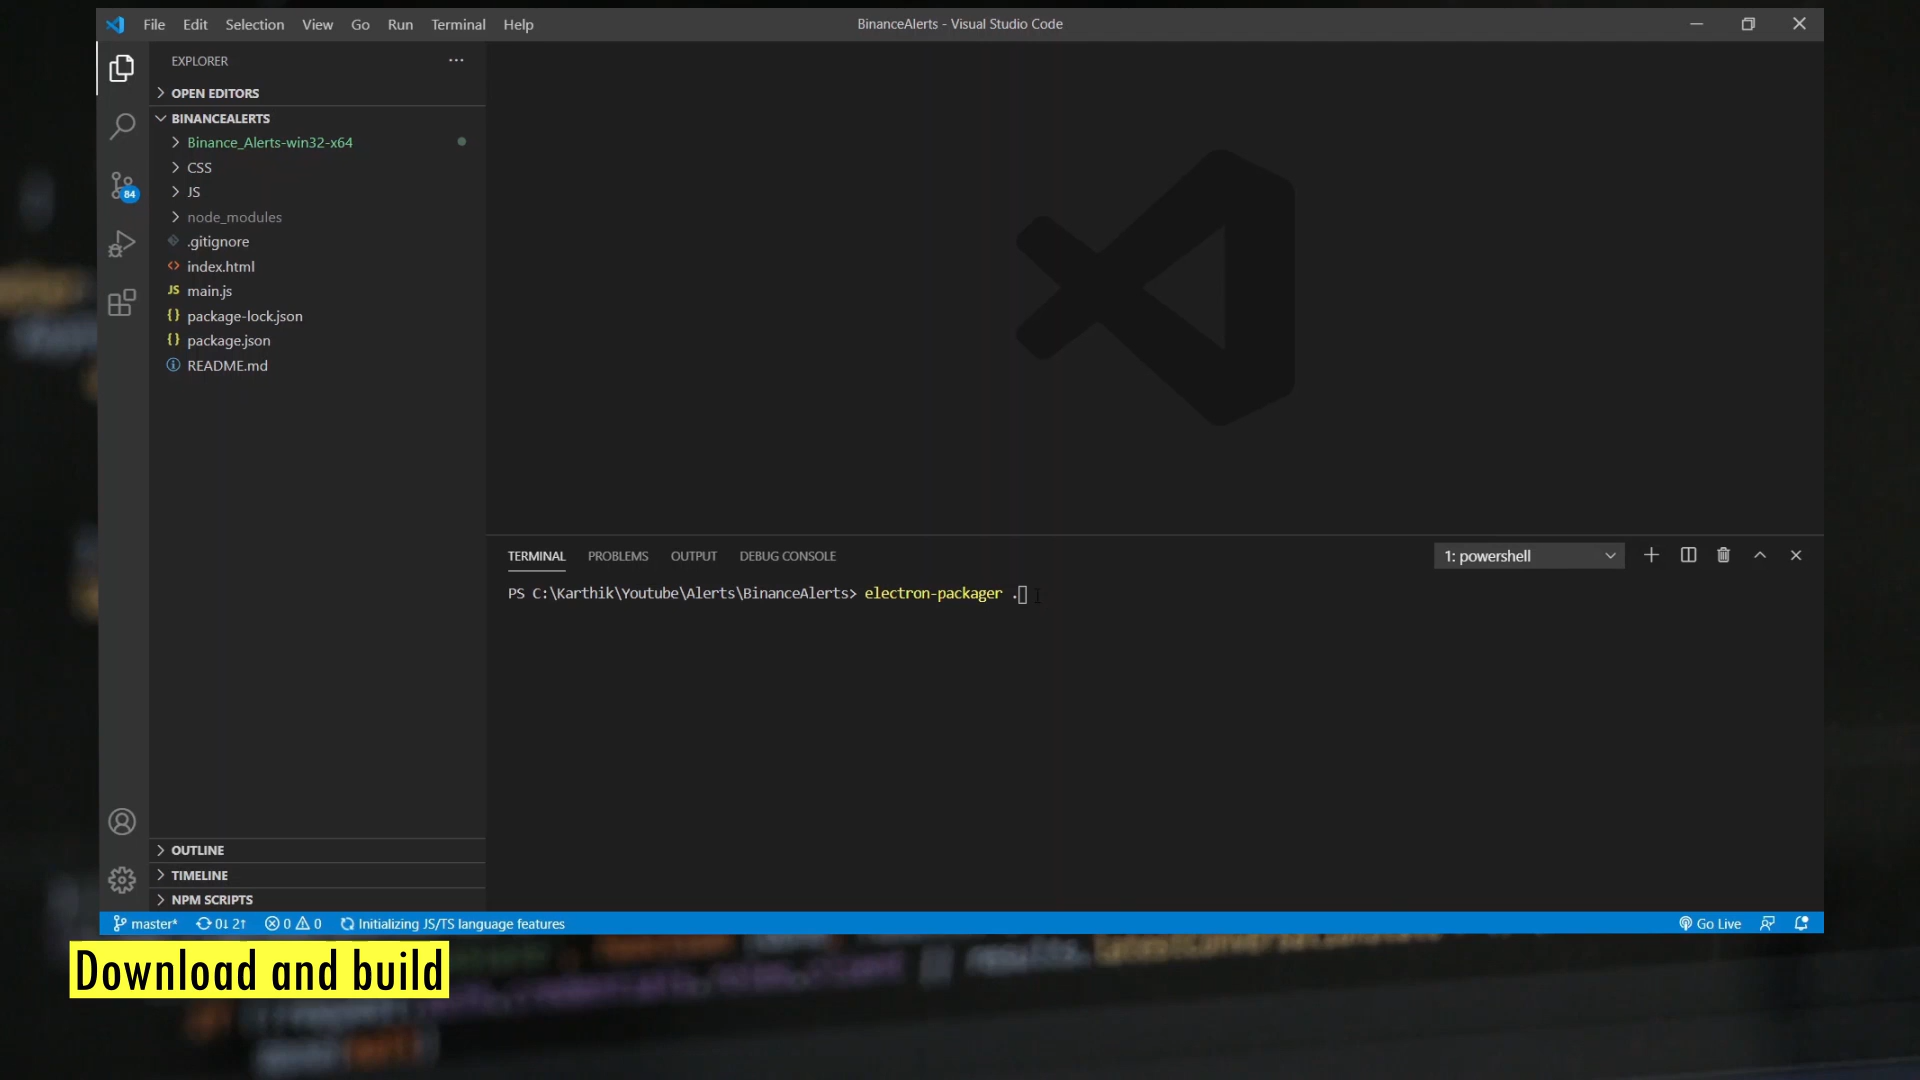 File Edit Selection View Go Run Terminal Help
BinanceAlerts - Visual Studio Code
EXPLORER
OPEN EDITORS
BINANCEALERTS
Binance_Alerts-win32-x64
CSS
JS
node_modules
.gitignore
index.html
JS main.js
{} package-lock.json
{} package.json
README.md
84
TERMINAL PROBLEMS OUTPUT DEBUG CONSOLE
1: powershell
PS C:\Karthik\Youtube\Alerts\BinanceAlerts> electron-packager .
OUTLINE
TIMELINE
NPM SCRIPTS
master* 0↓ 2↑ 0 0 Initializing JS/TS language features
Go Live
Download and build